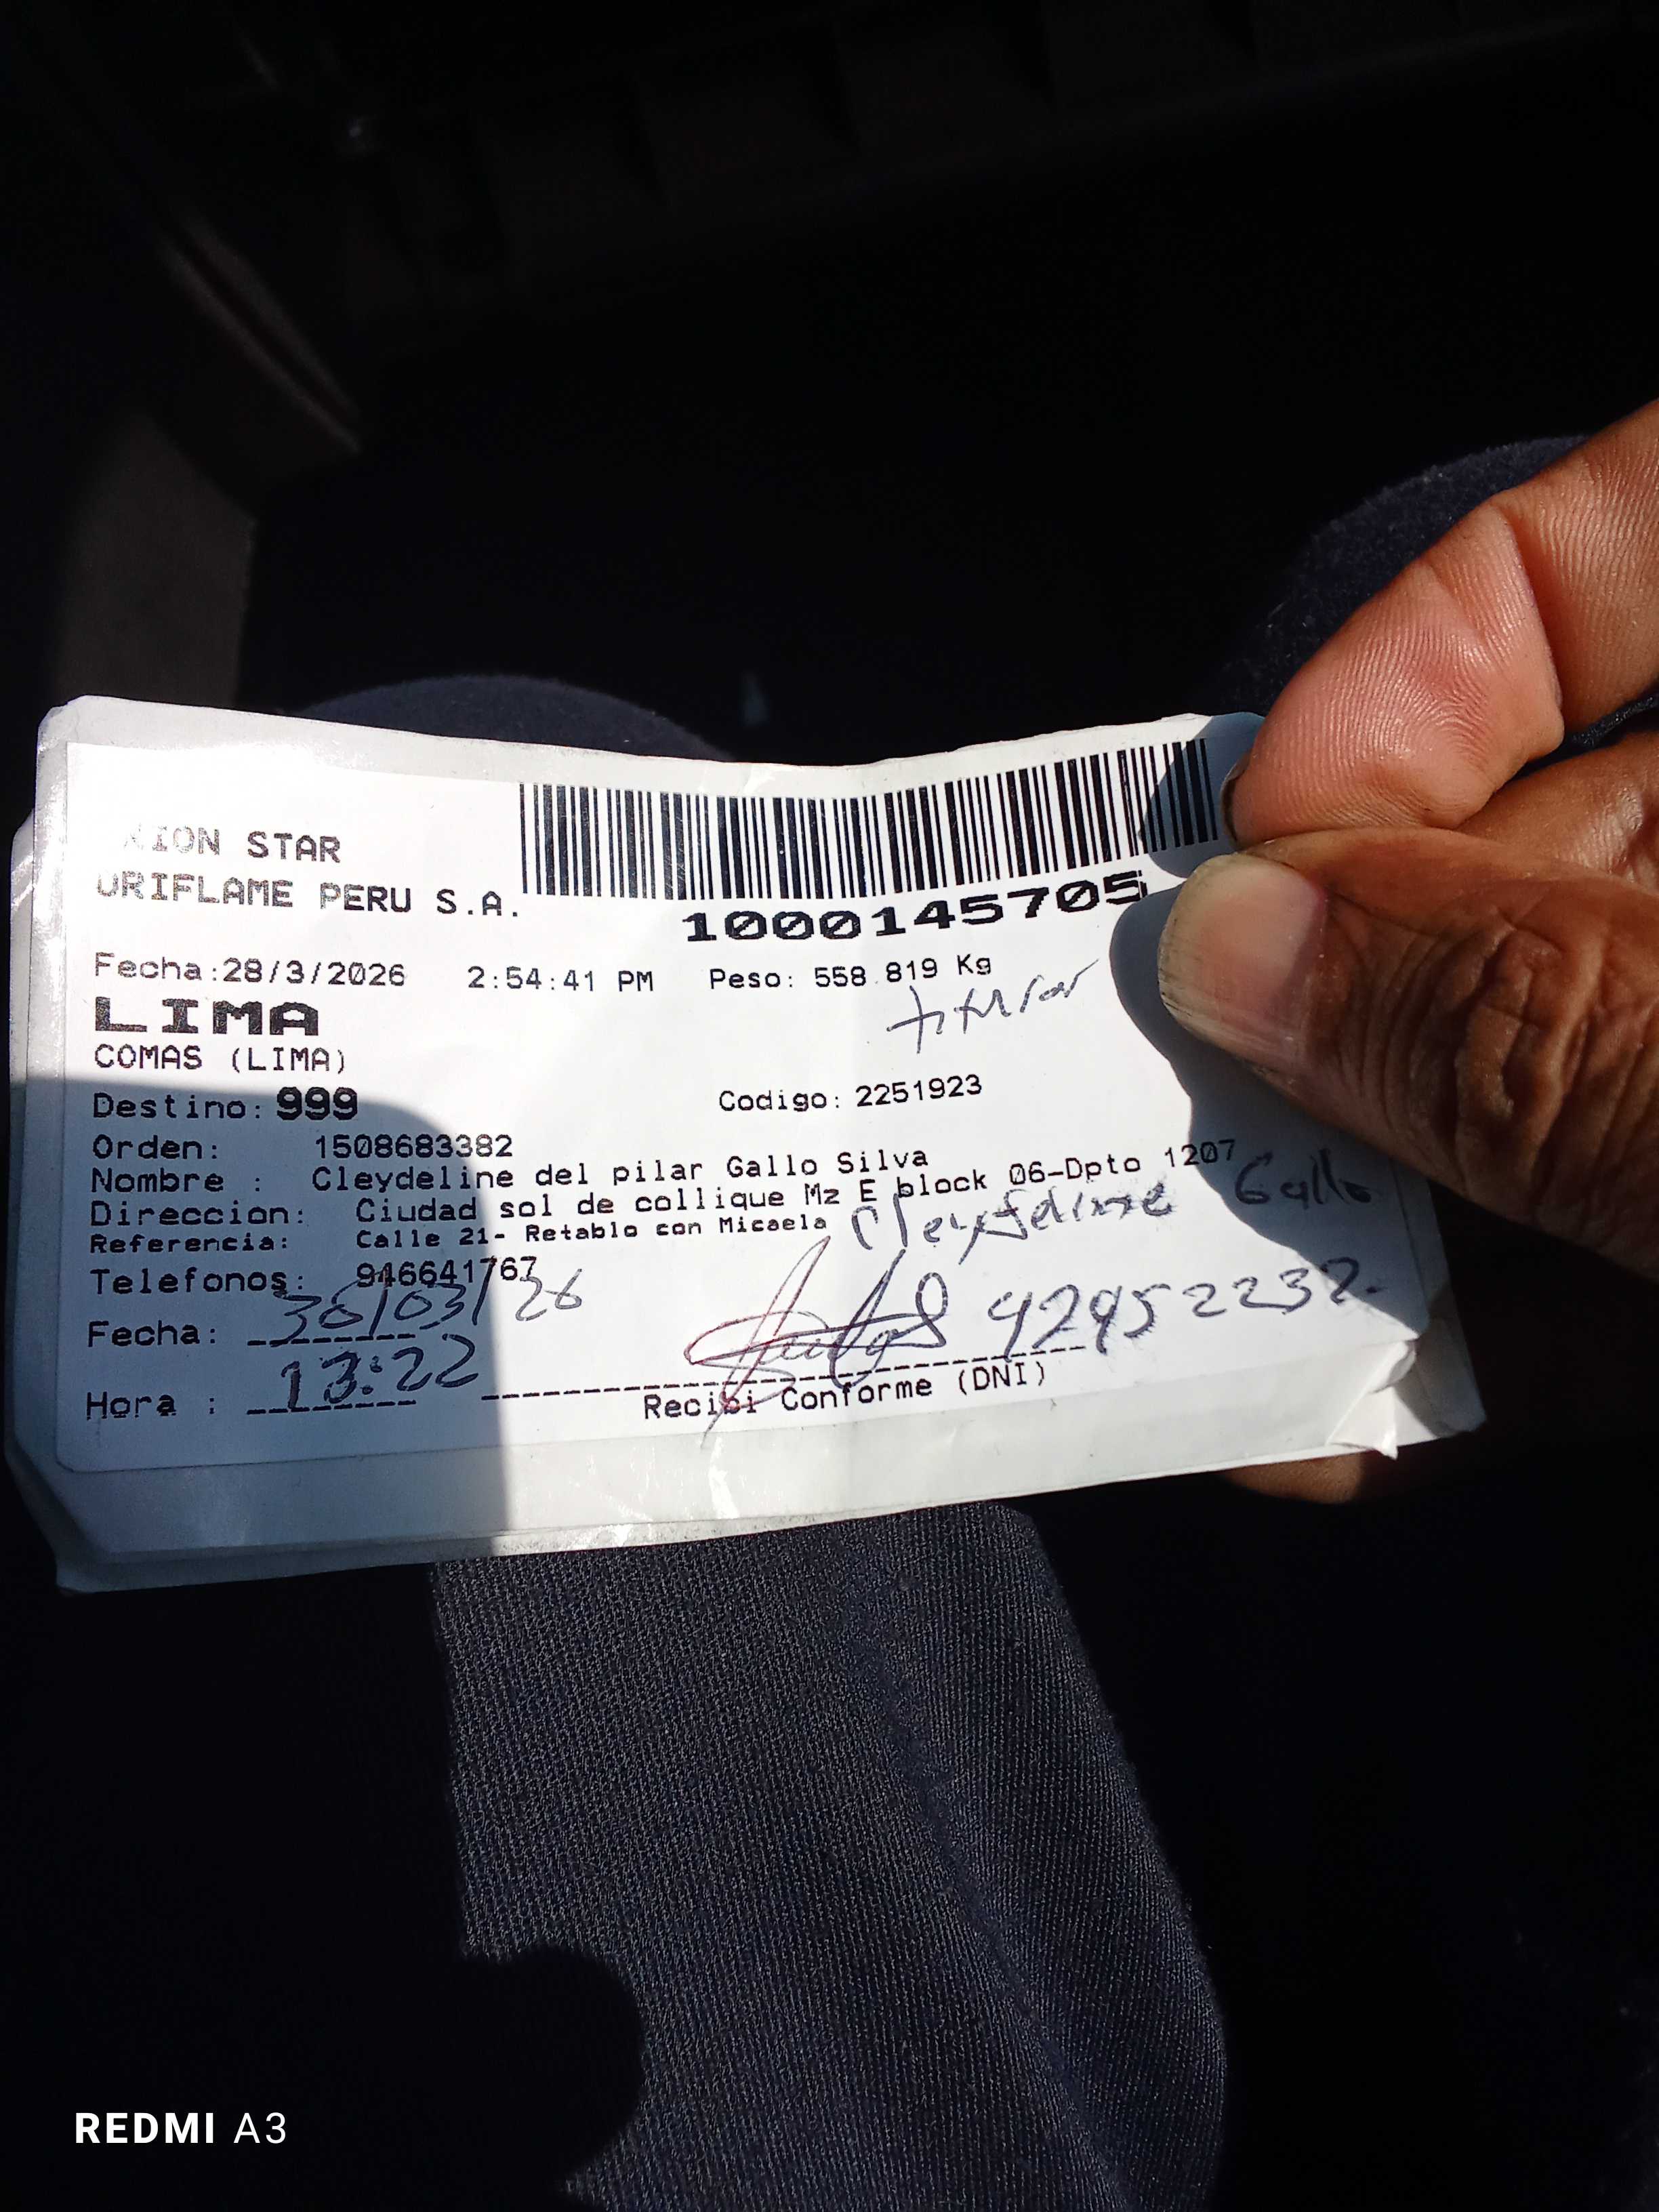 STAR
ORIFLAME PERU S.A.
1000145705
Fecha:28/3/2026 2:54:41 PM Peso: 558.819 Kg
titular
LIMA
COMAS (LIMA)
Destino: 999 Codigo: 2251923
Orden: 1508683382
Nombre : Cleydeline del pilar Gallo Silva
Direccion: Ciudad sol de collique Mz E block 06-Dpto 1207
Referencia: Calle 21- Retablo con Micaela
Gallo
Telefonos: 946641767
Fecha: 30/03/26 42952232
Hora : 13:22
Recibi Conforme (DNI)
REDMI A3